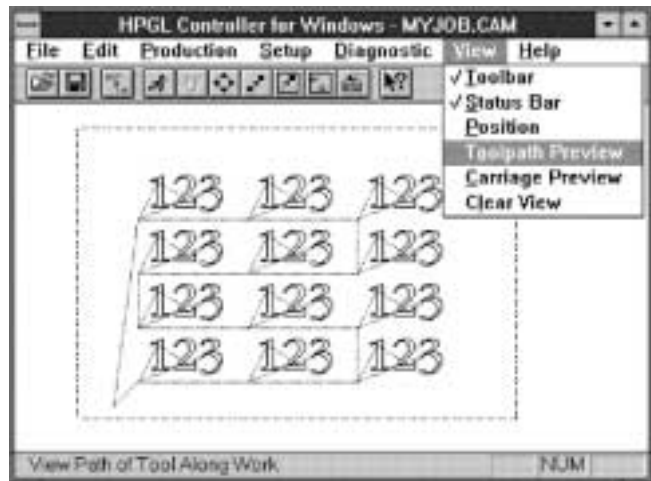 HPGL Controller for Windows - MYJOB.CAM
File Edit Production Setup Diagnostic View Help
✓Toolbar
✓Status Bar
Position
Toolpath Preview
Carriage Preview
Clear View
123 123 123
123 123 123
123 123 123
123 123 123
View Path of Tool Along Work
NUM